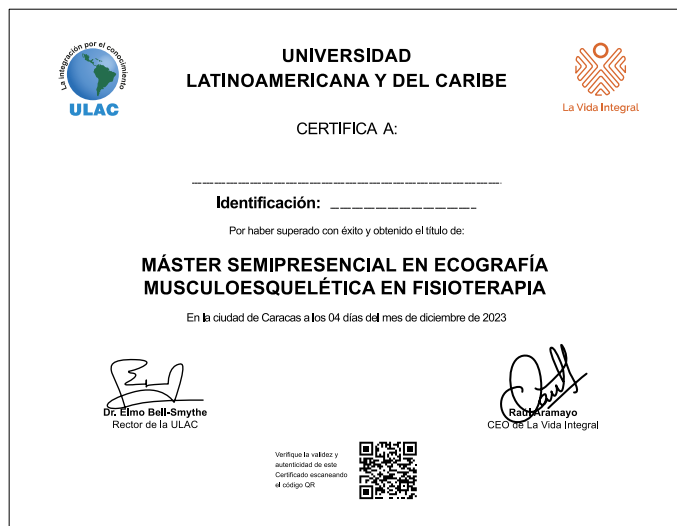 La integración por el conocimiento
ULAC
UNIVERSIDAD
LATINOAMERICANA Y DEL CARIBE
La Vida Integral
CERTIFICA A:
Identificación:
Por haber superado con éxito y obtenido el título de:
MÁSTER SEMIPRESENCIAL EN ECOGRAFÍA
MUSCULOESQUELÉTICA EN FISIOTERAPIA
En la ciudad de Caracas a los 04 días del mes de diciembre de 2023
Dr. Elmo Bell-Smythe
Rector de la ULAC
Raúl Aramayo
CEO de La Vida Integral
Verifique la validez y
autenticidad de este
Certificado escaneando
el código QR